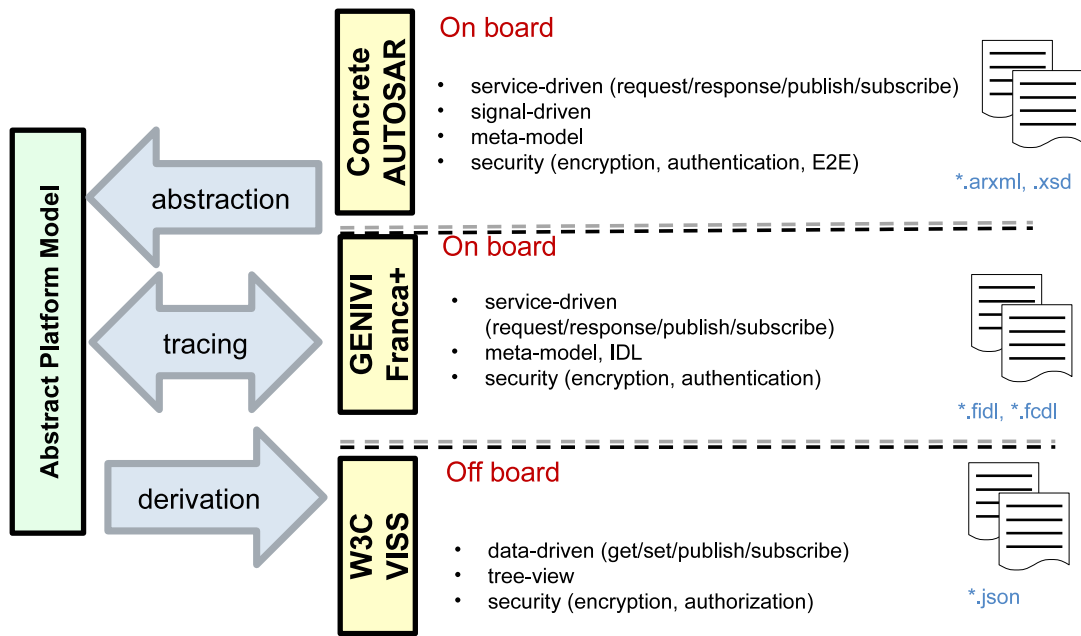 Abstract Platform Model
abstraction
tracing
derivation
Concrete
AUTOSAR
On board
• service-driven (request/response/publish/subscribe)
• signal-driven
• meta-model
• security (encryption, authentication, E2E)
*.arxml, .xsd
GENIVI
Franca+
On board
• service-driven
(request/response/publish/subscribe)
• meta-model, IDL
• security (encryption, authentication)
*.fidl, *.fcdl
W3C
VISS
Off board
• data-driven (get/set/publish/subscribe)
• tree-view
• security (encryption, authorization)
*.json